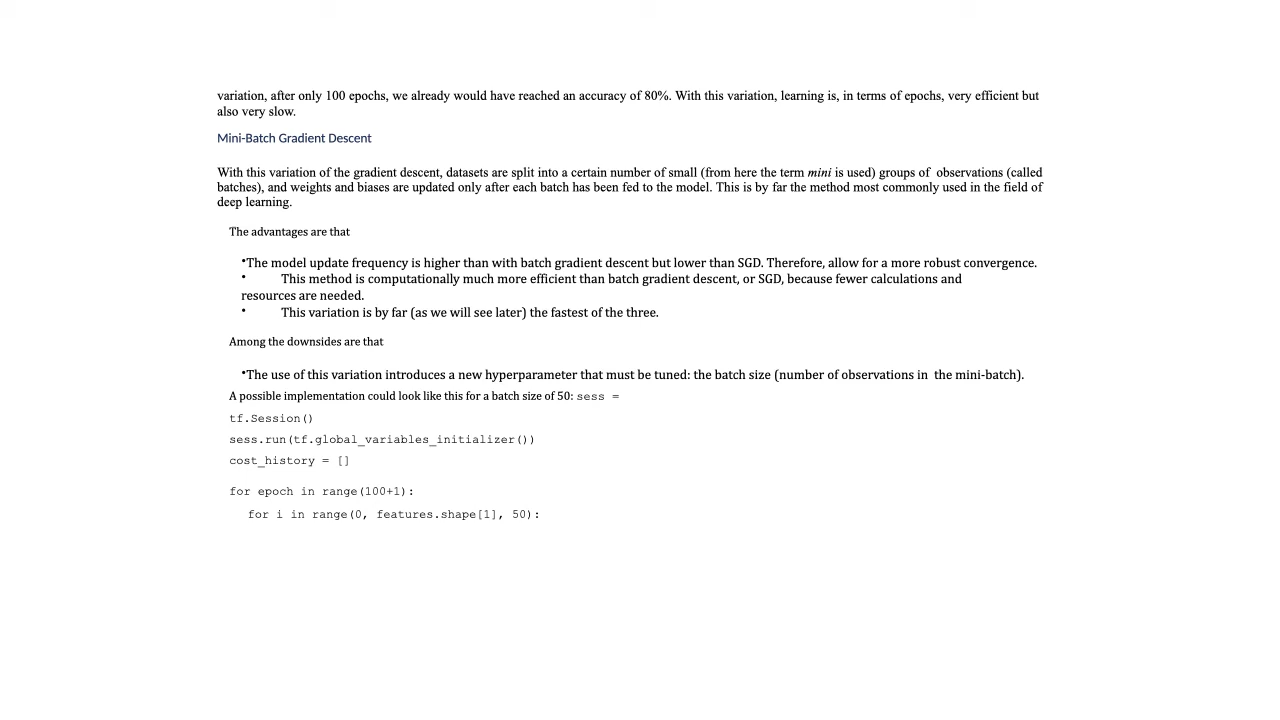 variation, after only 100 epochs, we already would have reached an accuracy of 80%. With this variation, learning is, in terms of epochs, very efficient but
also very slow.
Mini-Batch Gradient Descent
With this variation of the gradient descent, datasets are split into a certain number of small (from here the term mini is used) groups of observations (called
batches), and weights and biases are updated only after each batch has been fed to the model. This is by far the method most commonly used in the field of
deep learning.
The advantages are that
•The model update frequency is higher than with batch gradient descent but lower than SGD. Therefore, allow for a more robust convergence.
• This method is computationally much more efficient than batch gradient descent, or SGD, because fewer calculations and
resources are needed.
• This variation is by far (as we will see later) the fastest of the three.
Among the downsides are that
•The use of this variation introduces a new hyperparameter that must be tuned: the batch size (number of observations in the mini-batch).
A possible implementation could look like this for a batch size of 50: sess =
tf.Session()
sess.run(tf.global_variables_initializer())
cost_history = []
for epoch in range(100+1):
for i in range(0, features.shape[1], 50):